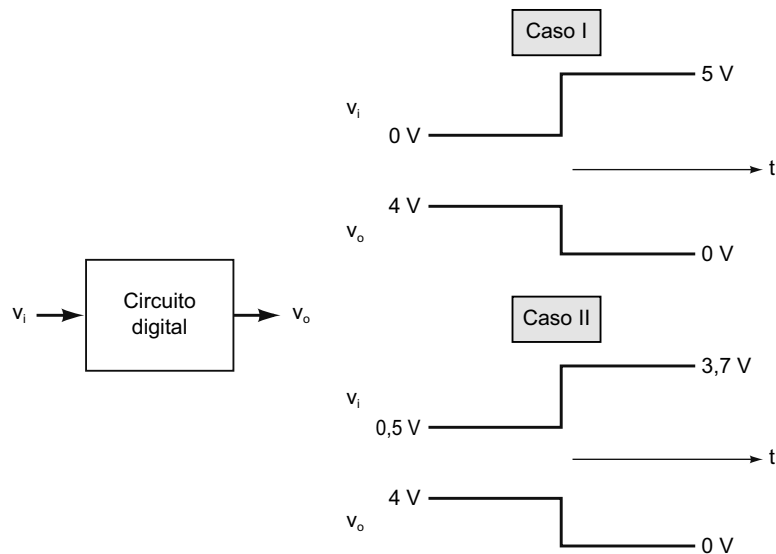 Caso I
5 V
v_i
0 V
t
4 V
v_o
0 V
Circuito
digital
v_i
v_o
Caso II
3,7 V
v_i
0,5 V
t
4 V
v_o
0 V